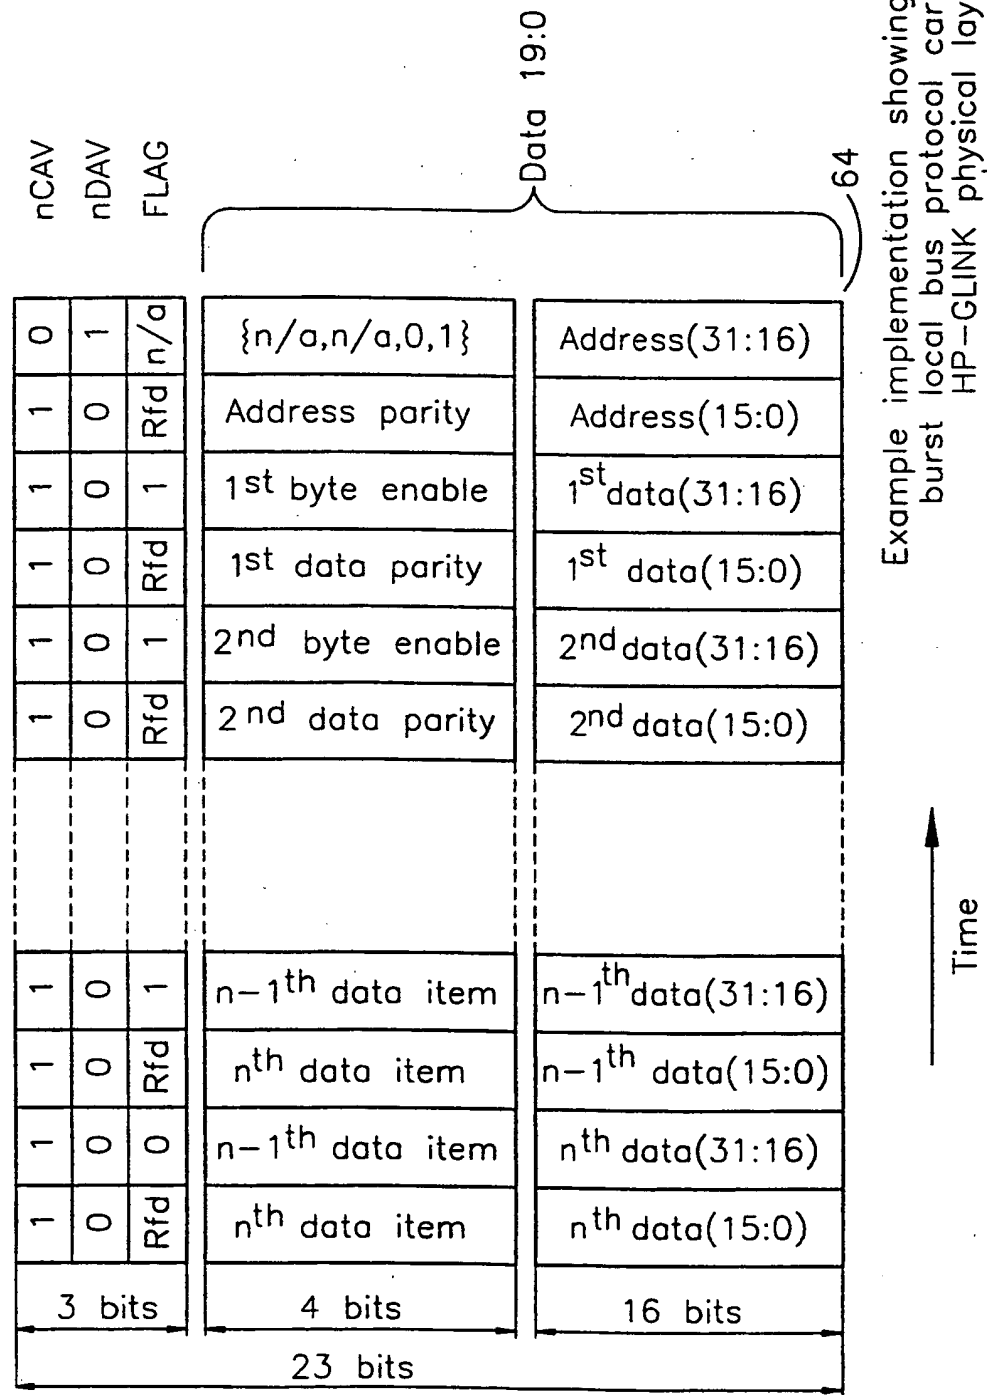 nCAV
nDAV
FLAG
Data 19:0
0
1
n/a
{n/a,n/a,0,1}
Address(31:16)
1
0
Rfd
Address parity
Address(15:0)
1
0
1
1st byte enable
1st data(31:16)
1
0
Rfd
1st data parity
1st data(15:0)
1
0
1
2nd byte enable
2nd data(31:16)
1
0
Rfd
2nd data parity
2nd data(15:0)
1
0
1
n-1th data item
n-1th data(31:16)
1
0
Rfd
nth data item
n-1th data(15:0)
1
0
0
n-1th data item
nth data(31:16)
1
0
Rfd
nth data item
nth data(15:0)
3 bits
4 bits
16 bits
23 bits
64
Time
Example implementation showing
burst local bus protocol
HP-GLINK physical